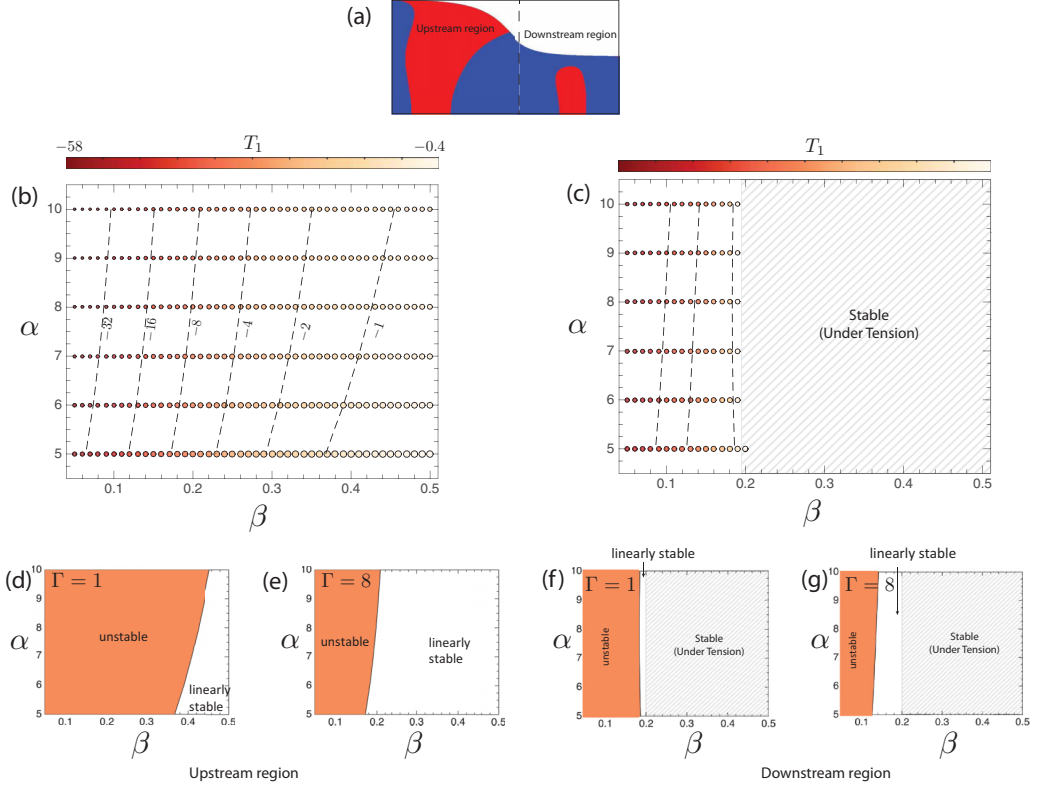 (a)
Upstream region
Downstream region
−58
T₁
−0.4
(b)
α
10
9
8
7
6
5
−32
−16
−8
−4
−2
−1
0.1
0.2
0.3
0.4
0.5
β
T₁
(c)
α
10
9
8
7
6
5
Stable
(Under Tension)
0.1
0.2
0.3
0.4
0.5
β
(d)
Γ = 1
α
10
9
8
7
6
5
unstable
linearly
stable
0.1
0.2
0.3
0.4
0.5
β
(e)
Γ = 8
α
10
9
8
7
6
5
unstable
linearly
stable
0.1
0.2
0.3
0.4
0.5
β
Upstream region
linearly stable
(f)
Γ = 1
α
10
9
8
7
6
5
unstable
Stable
(Under Tension)
0.1
0.2
0.3
0.4
0.5
β
linearly stable
(g)
Γ = 8
α
10
9
8
7
6
5
unstable
Stable
(Under Tension)
0.1
0.2
0.3
0.4
0.5
β
Downstream region